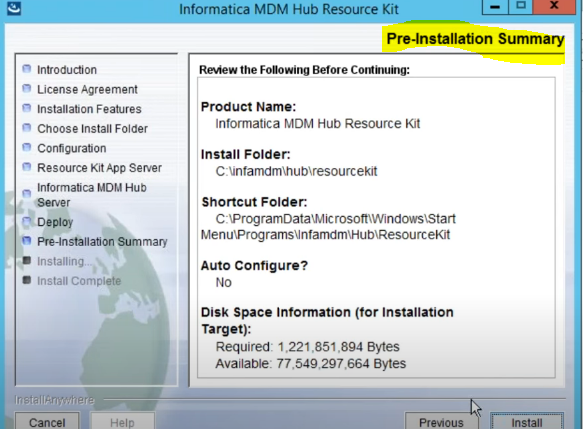 Informatica MDM Hub Resource Kit
Pre-Installation Summary
Introduction
License Agreement
Installation Features
Choose Install Folder
Configuration
Resource Kit App Server
Informatica MDM Hub
Server
Deploy
Pre-Installation Summary
Installing...
Install Complete
Review the Following Before Continuing:
Product Name:
Informatica MDM Hub Resource Kit
Install Folder:
C:\infamdm\hub\resourcekit
Shortcut Folder:
C:\ProgramData\Microsoft\Windows\Start
Menu\Programs\Infamdm\Hub\ResourceKit
Auto Configure?
No
Disk Space Information (for Installation
Target):
Required: 1,221,851,894 Bytes
Available: 77,549,297,664 Bytes
InstallAnywhere
Cancel
Help
Previous
Install